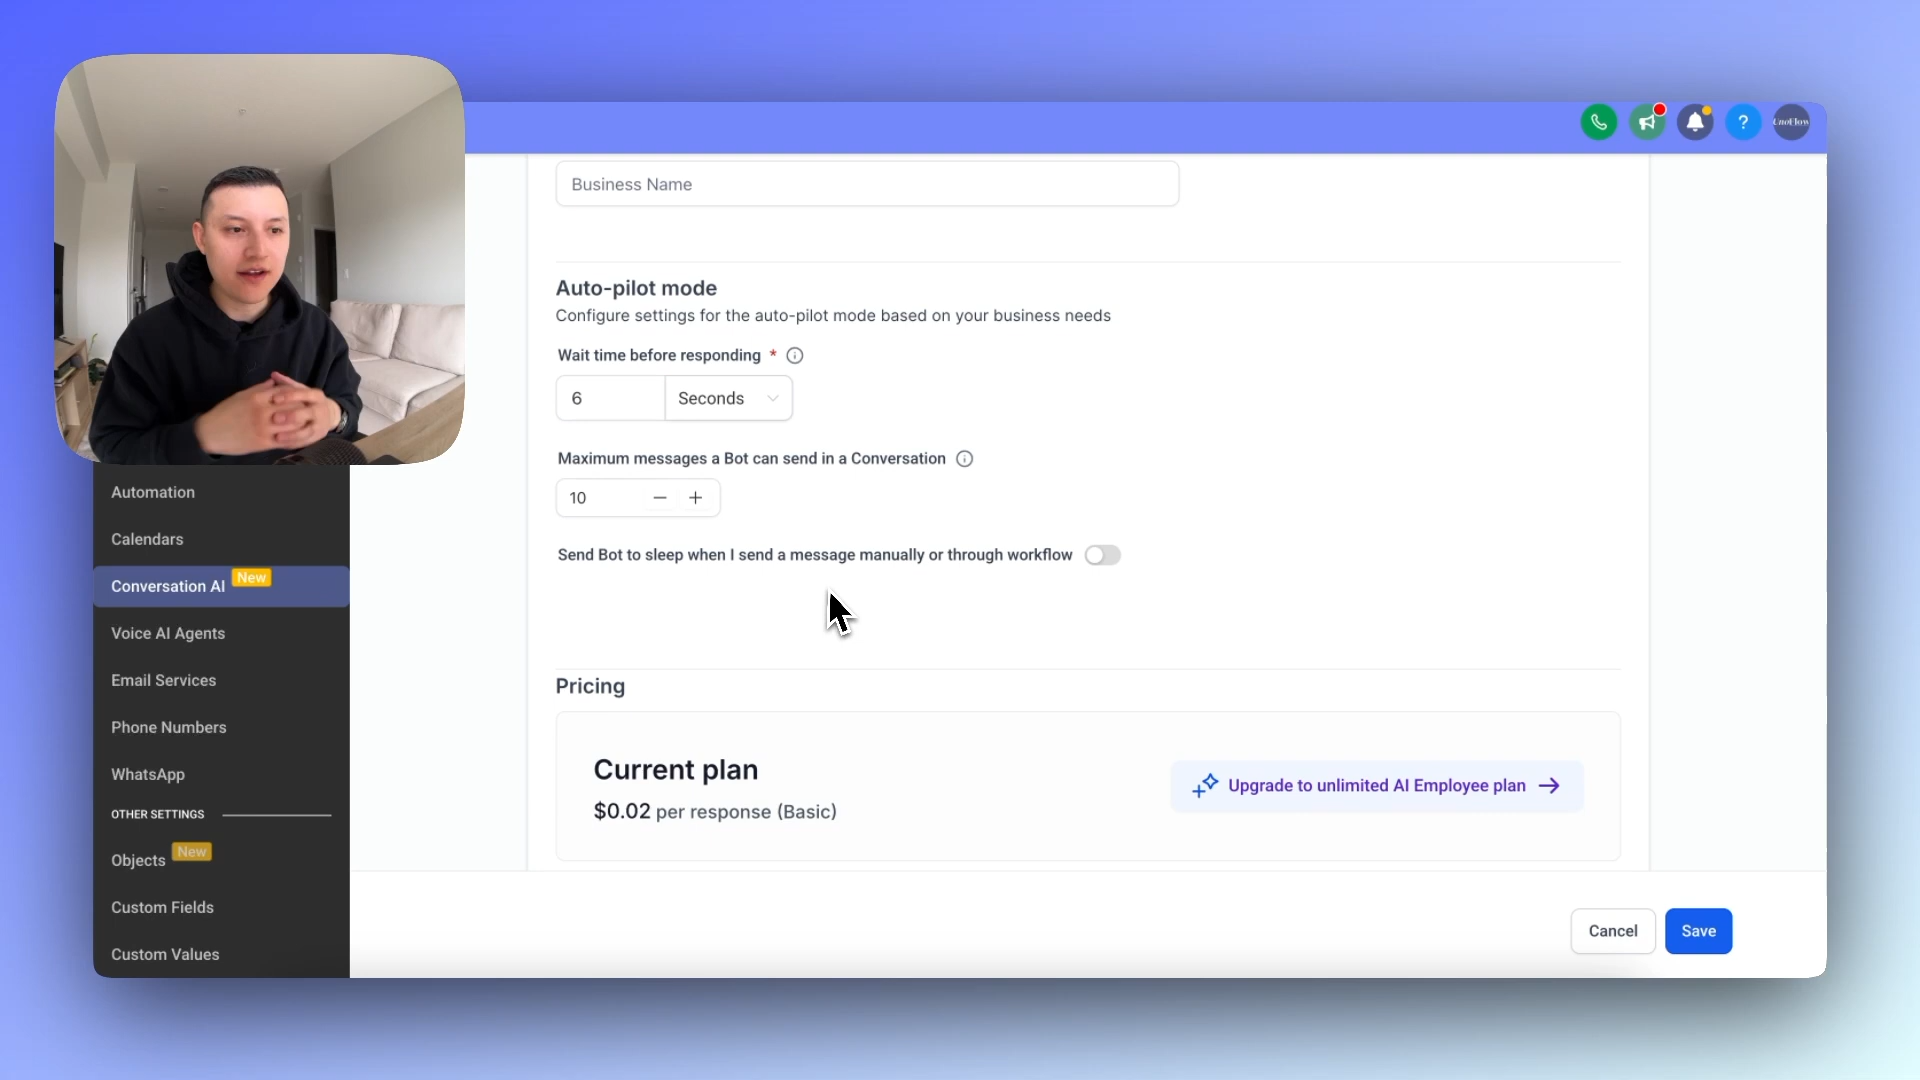 ?
Business Name
Auto-pilot mode
Configure settings for the auto-pilot mode based on your business needs
Wait time before responding *
6
Seconds
Maximum messages a Bot can send in a Conversation
10
Send Bot to sleep when I send a message manually or through workflow
Pricing
Current plan
$0.02 per response (Basic)
Upgrade to unlimited AI Employee plan
Cancel
Save
Automation
Calendars
Conversation AI New
Voice AI Agents
Email Services
Phone Numbers
WhatsApp
OTHER SETTINGS
Objects New
Custom Fields
Custom Values